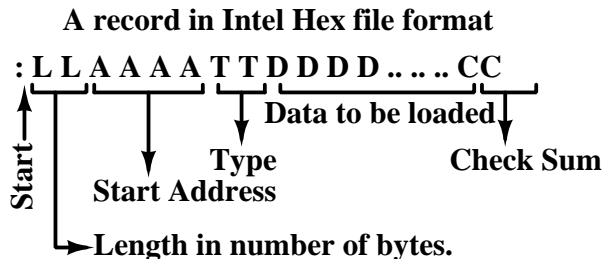 A record in Intel Hex file format
: L L A A A A T T D D D D .. .. .. C C
Data to be loaded
Start
Type
Check Sum
Start Address
Length in number of bytes.